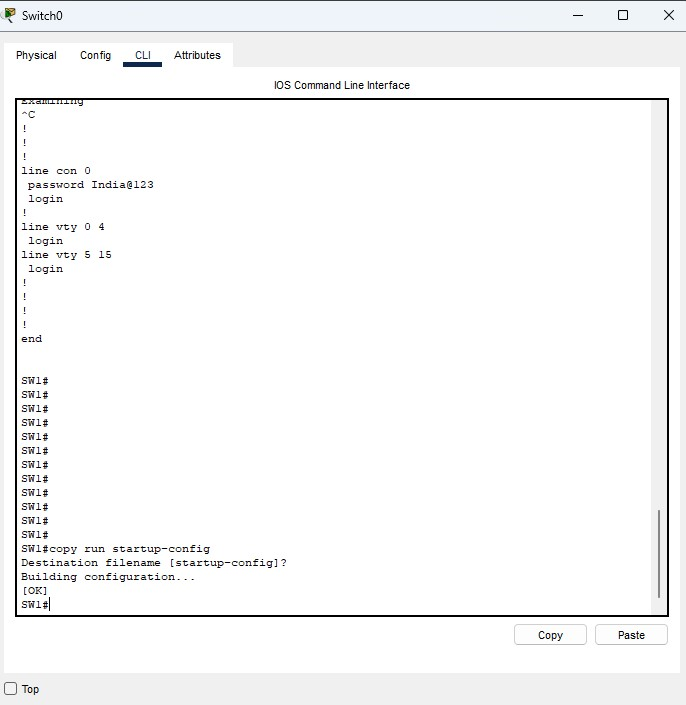 Switch0
Physical Config CLI Attributes
IOS Command Line Interface
Examining
^C
!
!
!
line con 0
password India@123
login
!
line vty 0 4
login
line vty 5 15
login
!
!
!
!
end
SW1#
SW1#
SW1#
SW1#
SW1#
SW1#
SW1#
SW1#
SW1#
SW1#
SW1#
SW1#
SW1#copy run startup-config
Destination filename [startup-config]?
Building configuration...
[OK]
SW1#
Copy Paste
Top